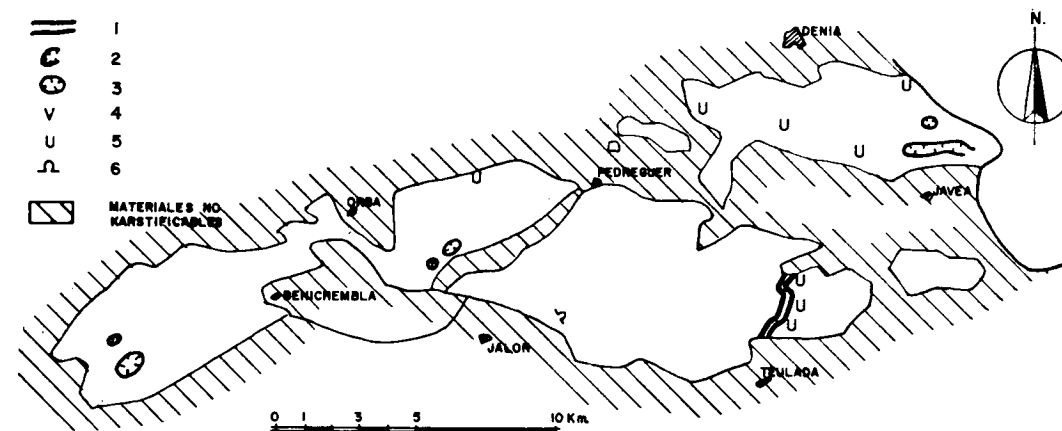 1
2
3
V 4
U 5
Ω 6
MATERIALES NO
KARSTIFICABLES
N.
DENIA
U
U
U
U
D
PEDREGUER
U
ORBA
JAVEA
BENICHEMBLA
U
U
U
JALON
TEULADA
0 1 3 5 10 Km.